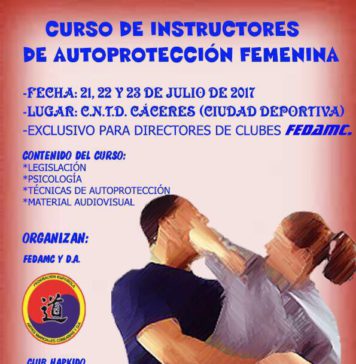 CURSO DE INSTRUCTORES
DE AUTOPROTECCIÓN FEMENINA
-FECHA: 21, 22 Y 23 DE JULIO DE 2017
-LUGAR: C.N.T.D. CÁCERES (CIUDAD DEPORTIVA)
-EXCLUSIVO PARA DIRECTORES DE CLUBES FEDAMC.
CONTENIDO DEL CURSO:
*LEGISLACIÓN
*PSICOLOGÍA
*TÉCNICAS DE AUTOPROTECCIÓN
*MATERIAL AUDIOVISUAL
ORGANIZAN:
FEDAMC Y D.A.
道
CLUB HAPKIDO